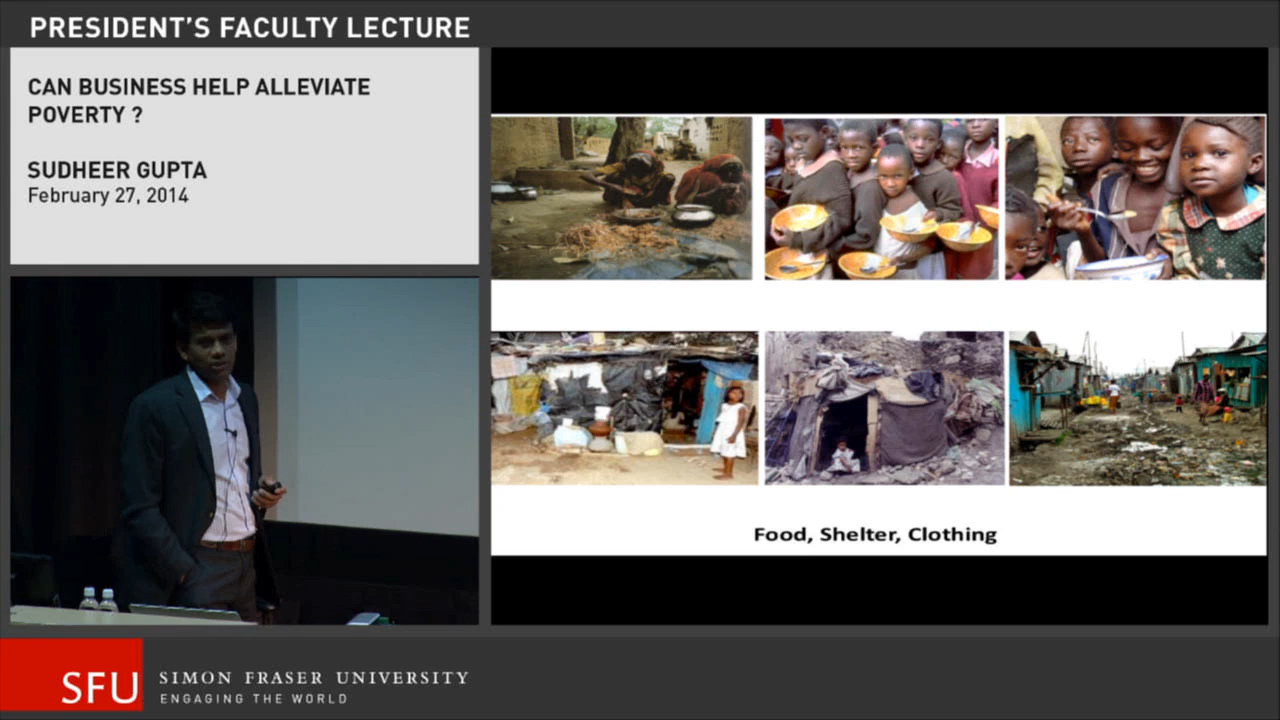 PRESIDENT'S FACULTY LECTURE
CAN BUSINESS HELP ALLEVIATE
POVERTY ?
SUDHEER GUPTA
February 27, 2014
Food, Shelter, Clothing
SFU
SIMON FRASER UNIVERSITY
ENGAGING THE WORLD